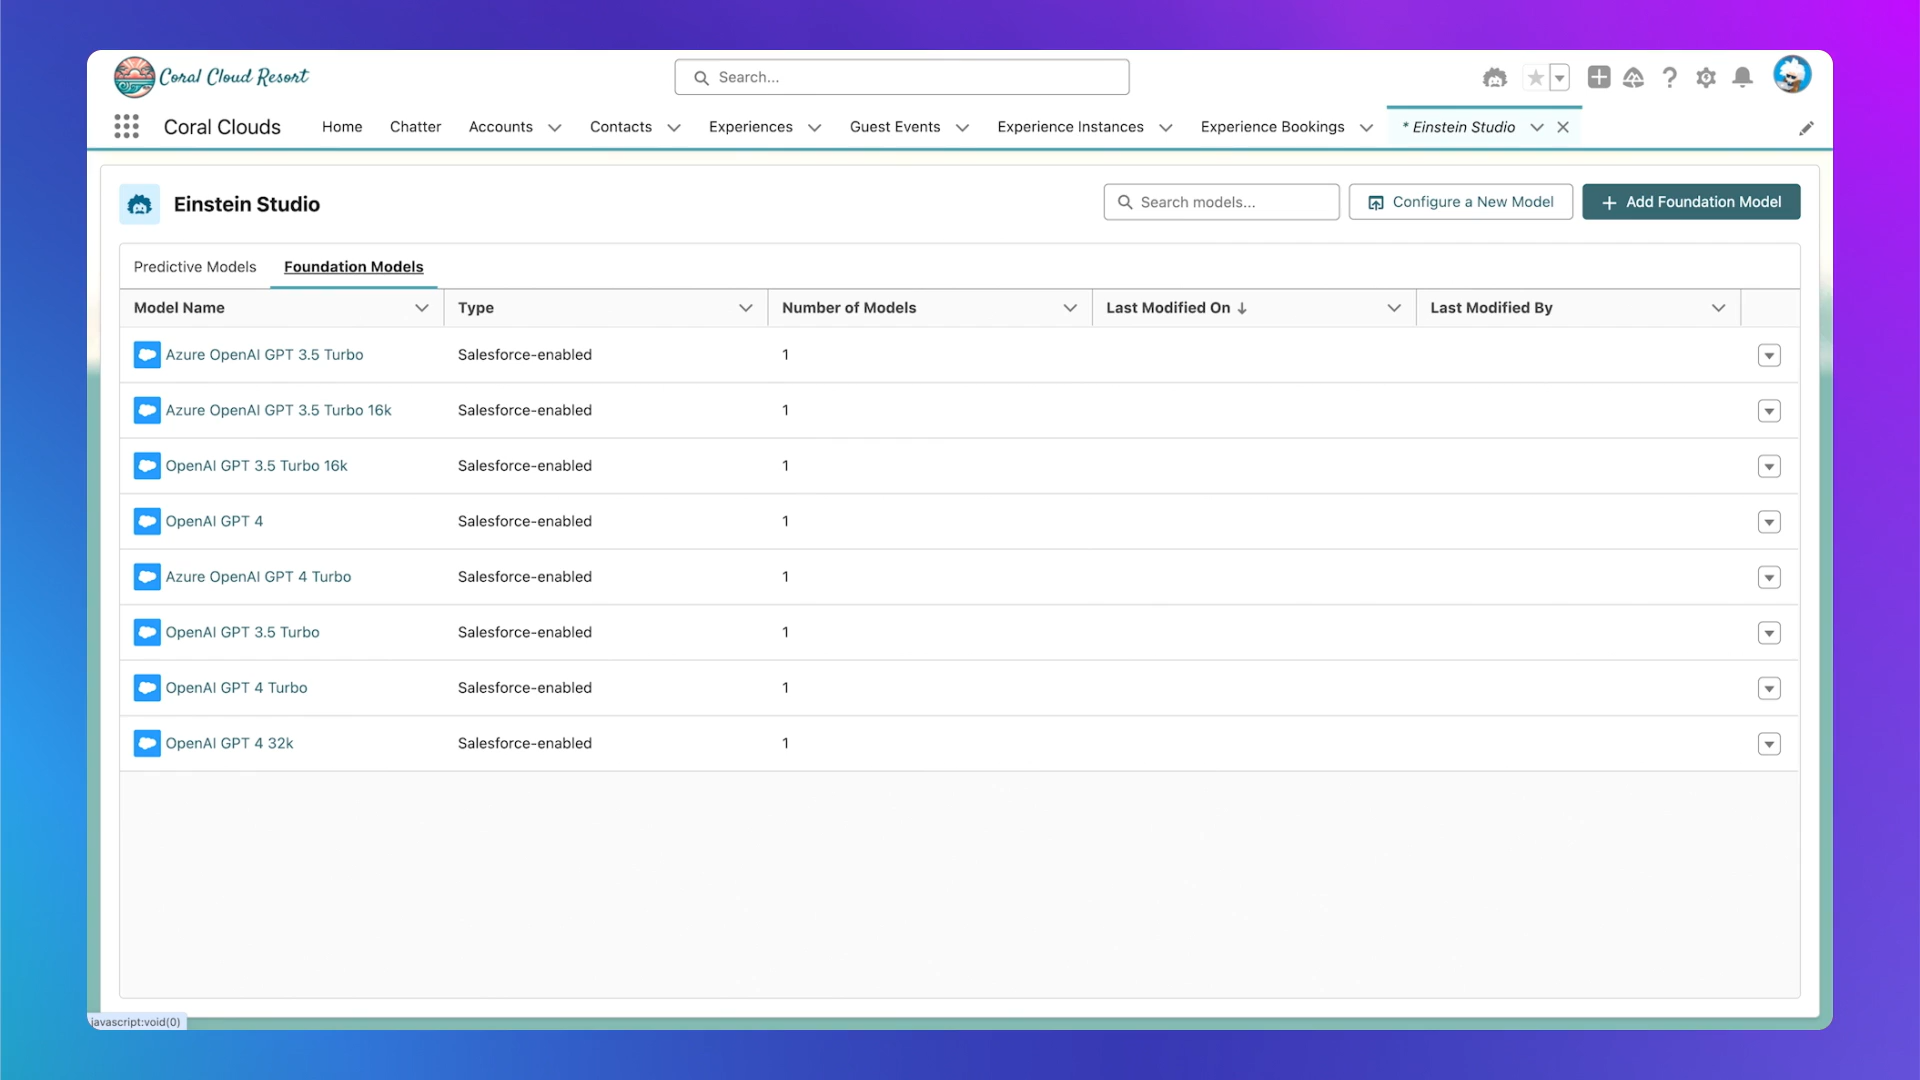 Coral Cloud Resort
Search...
Coral Clouds Home Chatter Accounts Contacts Experiences Guest Events Experience Instances Experience Bookings * Einstein Studio
Einstein Studio
Search models...
Configure a New Model
Add Foundation Model
Predictive Models Foundation Models
Model Name Type Number of Models Last Modified On Last Modified By
Azure OpenAI GPT 3.5 Turbo Salesforce-enabled 1
Azure OpenAI GPT 3.5 Turbo 16k Salesforce-enabled 1
OpenAI GPT 3.5 Turbo 16k Salesforce-enabled 1
OpenAI GPT 4 Salesforce-enabled 1
Azure OpenAI GPT 4 Turbo Salesforce-enabled 1
OpenAI GPT 3.5 Turbo Salesforce-enabled 1
OpenAI GPT 4 Turbo Salesforce-enabled 1
OpenAI GPT 4 32k Salesforce-enabled 1
javascript:void(0)